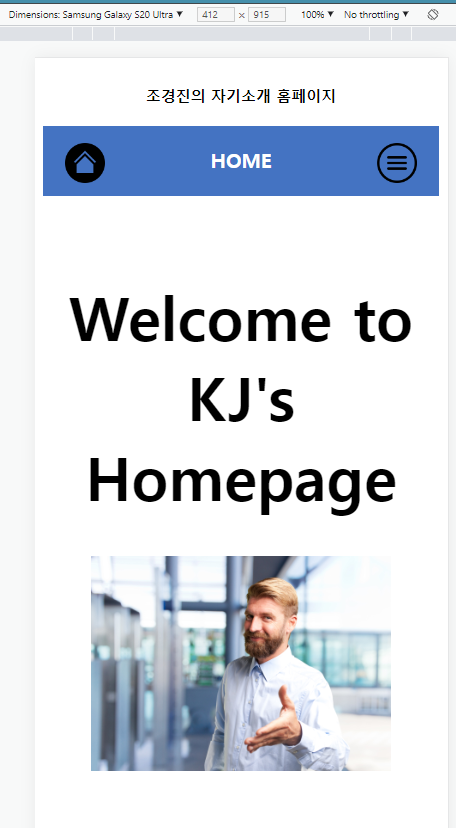 Dimensions: Samsung Galaxy S20 Ultra ▼ 412 × 915 100% ▼ No throttling ▼
조경진의 자기소개 홈페이지
HOME
Welcome to
KJ's
Homepage